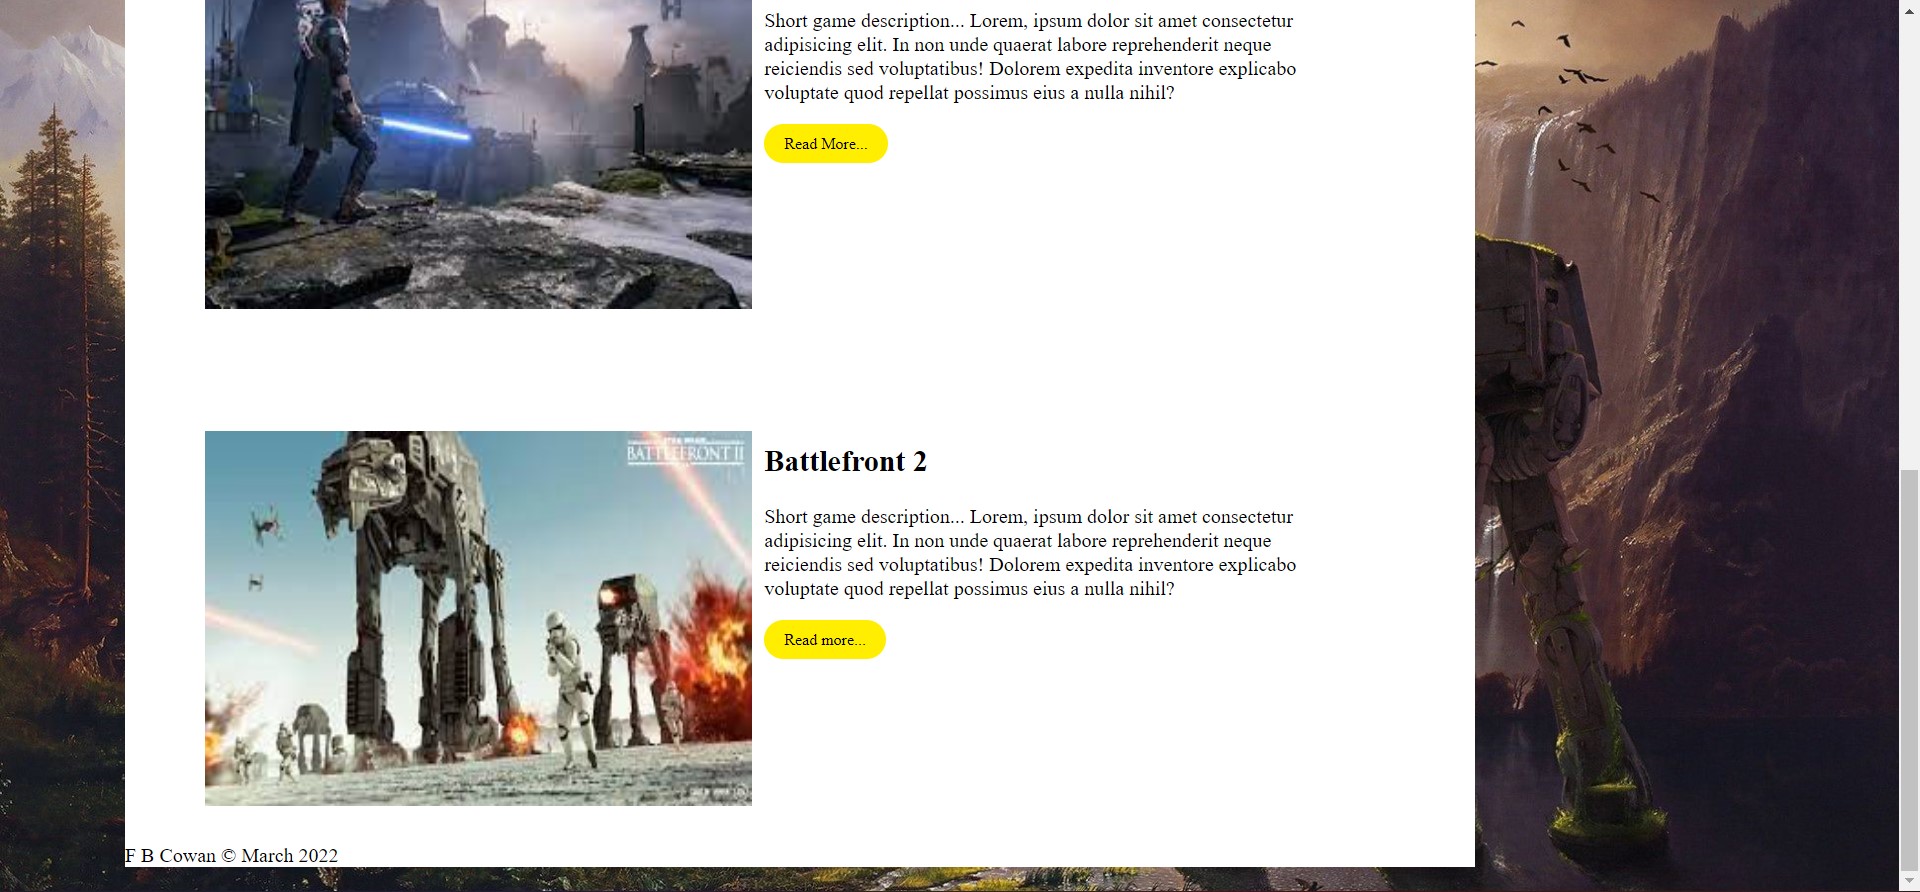 Short game description... Lorem, ipsum dolor sit amet consectetur
adipisicing elit. In non unde quaerat labore reprehenderit neque
reiciendis sed voluptatibus! Dolorem expedita inventore explicabo
voluptate quod repellat possimus eius a nulla nihil?
Read More...
STAR WARS
BATTLEFRONT II
Battlefront 2
Short game description... Lorem, ipsum dolor sit amet consectetur
adipisicing elit. In non unde quaerat labore reprehenderit neque
reiciendis sed voluptatibus! Dolorem expedita inventore explicabo
voluptate quod repellat possimus eius a nulla nihil?
Read more...
F B Cowan © March 2022